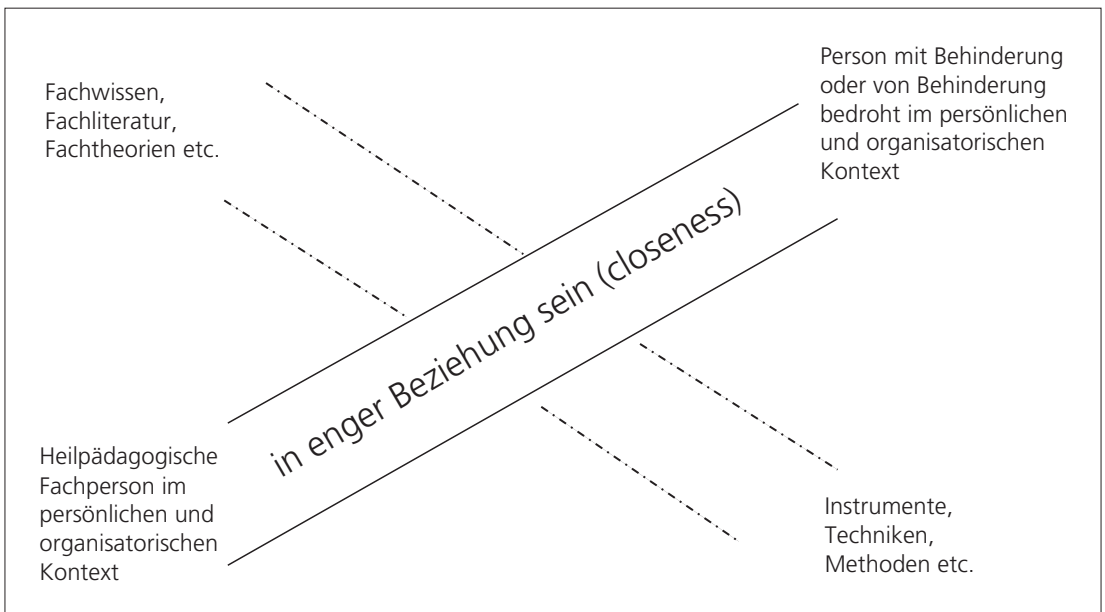 Fachwissen,
Fachliteratur,
Fachtheorien etc.
Person mit Behinderung
oder von Behinderung
bedroht im persönlichen
und organisatorischen
Kontext
in enger Beziehung sein (closeness)
Heilpädagogische
Fachperson im
persönlichen und
organisatorischen
Kontext
Instrumente,
Techniken,
Methoden etc.